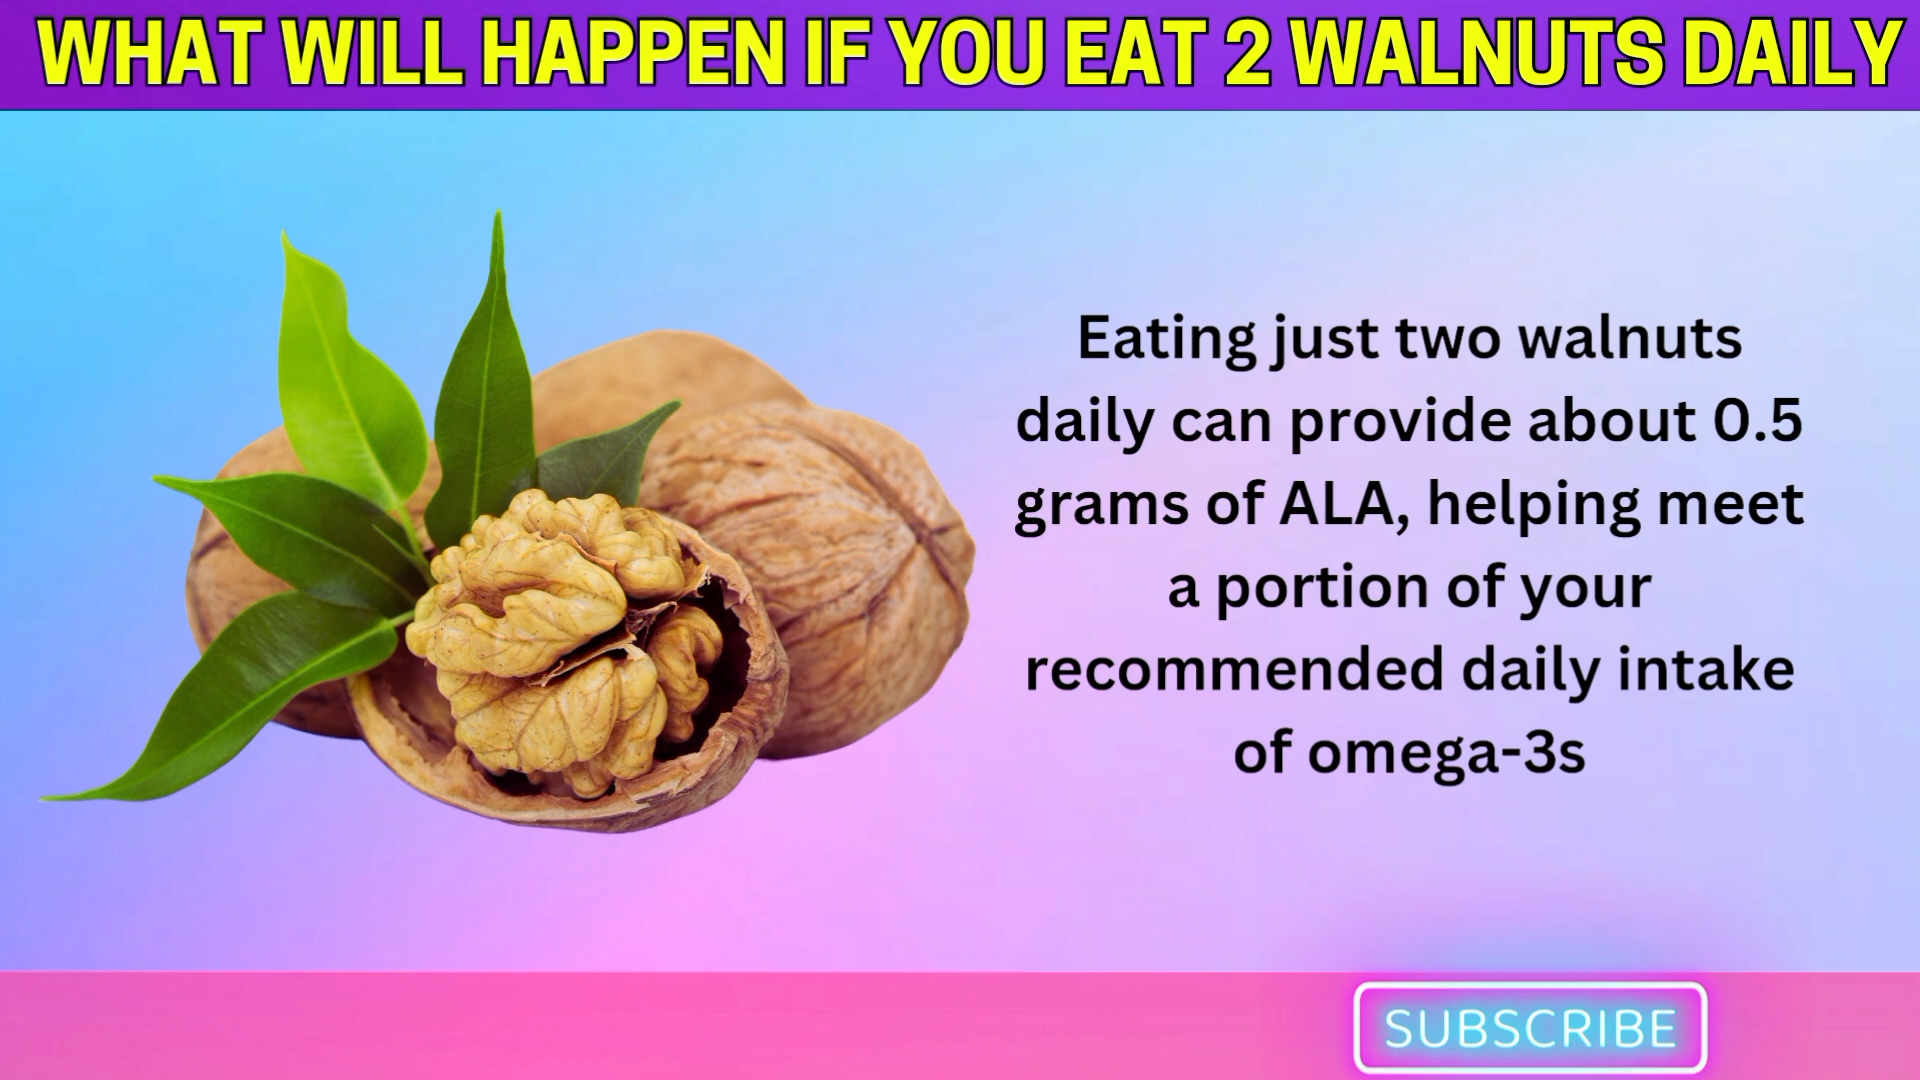 WHAT WILL HAPPEN IF YOU EAT 2 WALNUTS DAILY
Eating just two walnuts
daily can provide about 0.5
grams of ALA, helping meet
a portion of your
recommended daily intake
of omega-3s
SUBSCRIBE